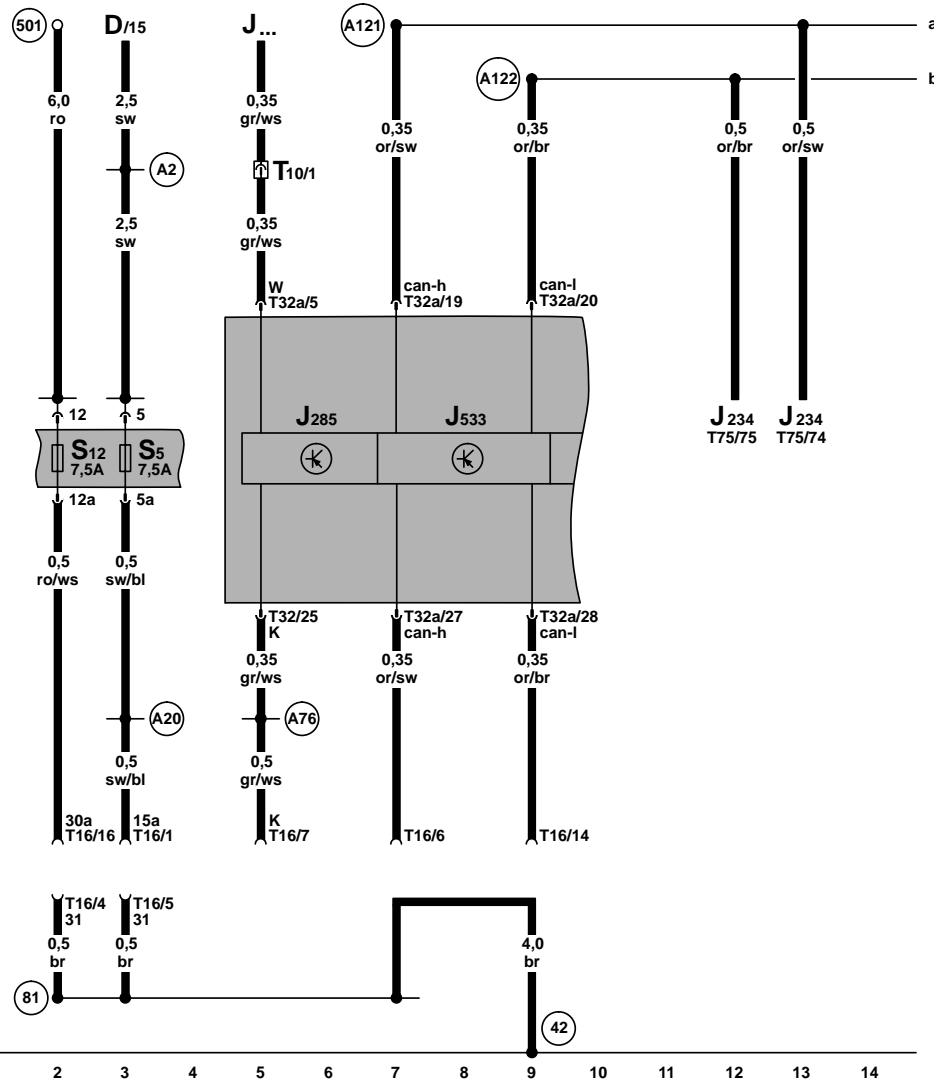 501 D/15 J... A121 a
A122 b
6,0 2,5 0,35
ro sw gr/ws
0,35 0,35 0,5 0,5
or/sw or/br or/br or/sw
A2 T10/1
2,5 0,35
sw gr/ws
W can-h can-l
T32a/5 T32a/19 T32a/20
12 5 J285 J533 J234 J234
T75/75 T75/74
S12 S5
7,5A 7,5A
12a 5a
0,5 0,5
ro/ws sw/bl
T32/25 T32a/27 T32a/28
K can-h can-l
0,35 0,35 0,35
gr/ws or/sw or/br
A20 A76
0,5 0,5
sw/bl gr/ws
30a 15a K
T16/16 T16/1 T16/7 T16/6 T16/14
T16/4 T16/5
31 31
0,5 0,5 4,0
br br br
81 42
2 3 4 5 6 7 8 9 10 11 12 13 14